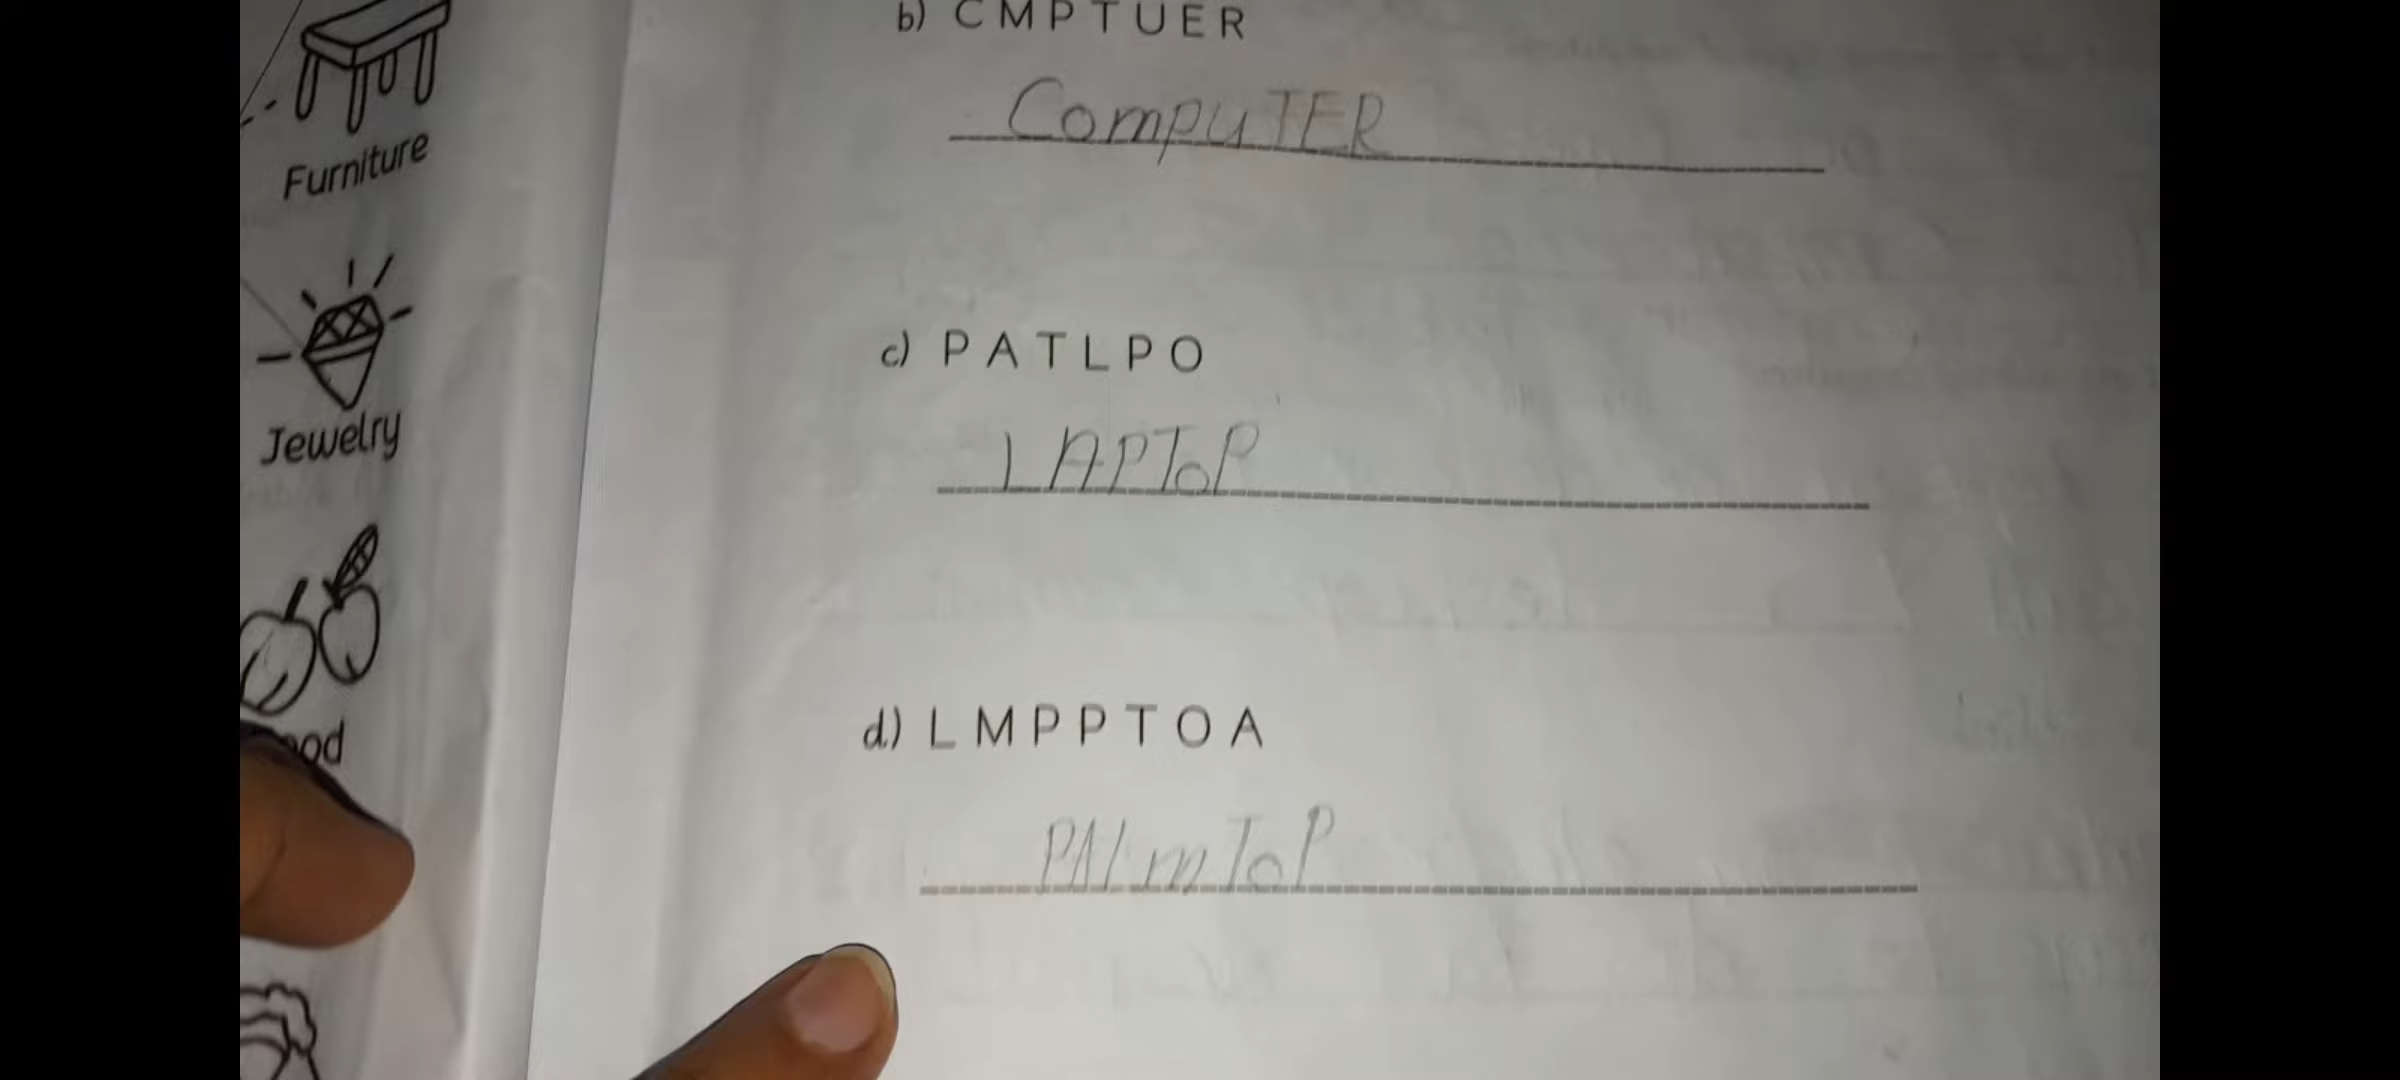 b) CMPTUER
CompuTER
Furniture
c) PATLPO
LAPToP
Jewelry
d) LMPPTOA
PAlmToP